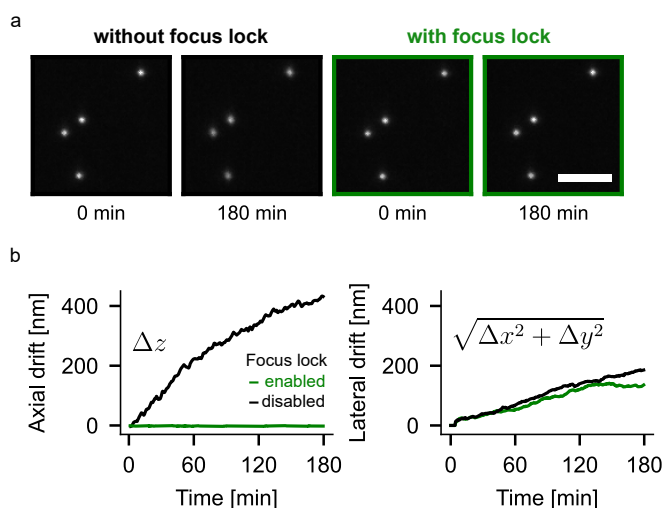 a
without focus lock
with focus lock
0 min
180 min
0 min
180 min
b
Axial drift [nm]
400
200
0
Δz
Focus lock
enabled
disabled
0
60
120
180
Time [min]
Lateral drift [nm]
400
200
0
√Δx² + Δy²
0
60
120
180
Time [min]